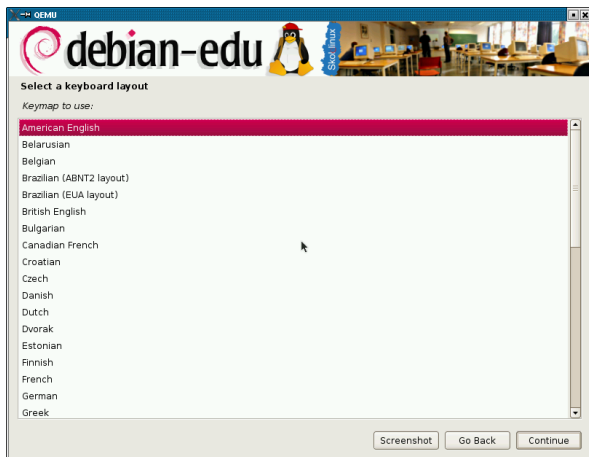 QEMU
debian-edu
Skol linux
Select a keyboard layout
Keymap to use:
American English
Belarusian
Belgian
Brazilian (ABNT2 layout)
Brazilian (EUA layout)
British English
Bulgarian
Canadian French
Croatian
Czech
Danish
Dutch
Dvorak
Estonian
Finnish
French
German
Greek
Screenshot Go Back Continue